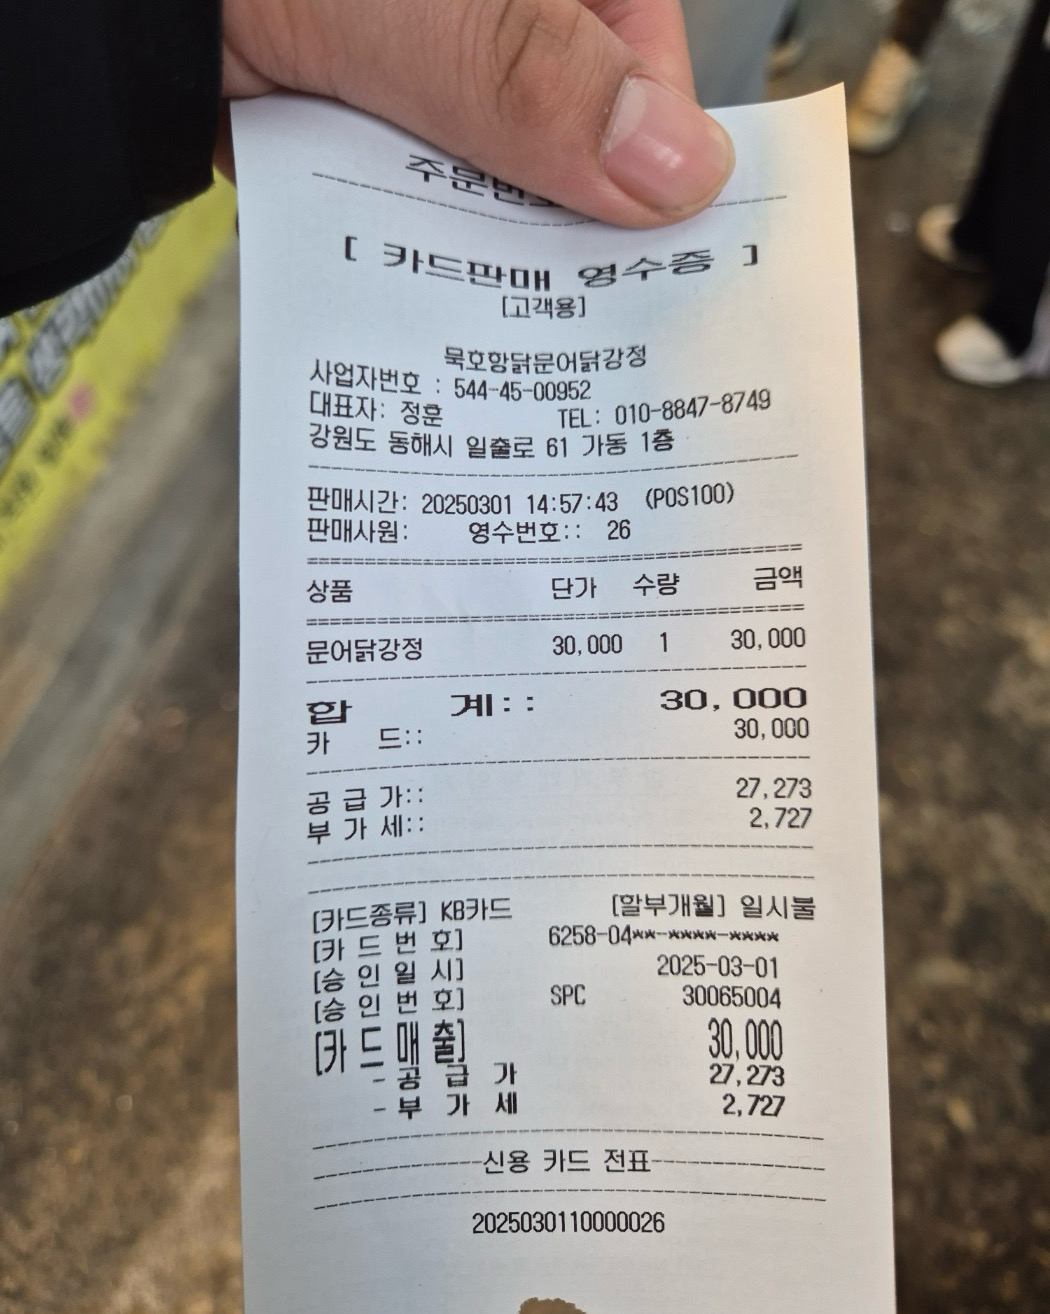 주문번
[ 카드판매 영수증 ]
[고객용]
묵호항닭문어닭강정
사업자번호 : 544-45-00952
대표자: 정훈 TEL: 010-8847-8749
강원도 동해시 일출로 61 가동 1층
판매시간: 20250301 14:57:43 (POS100)
판매사원: 영수번호:: 26
상품 단가 수량 금액
문어닭강정 30,000 1 30,000
합 계:: 30,000
카 드:: 30,000
공 급 가:: 27,273
부 가 세:: 2,727
[카드종류] KB카드 [할부개월] 일시불
[카 드 번 호] 6258-04**-****-****
[승 인 일 시] 2025-03-01
[승 인 번 호] SPC 30065004
[카 드 매 출] 30,000
- 공 급 가 27,273
- 부 가 세 2,727
신용 카드 전표
2025030110000026